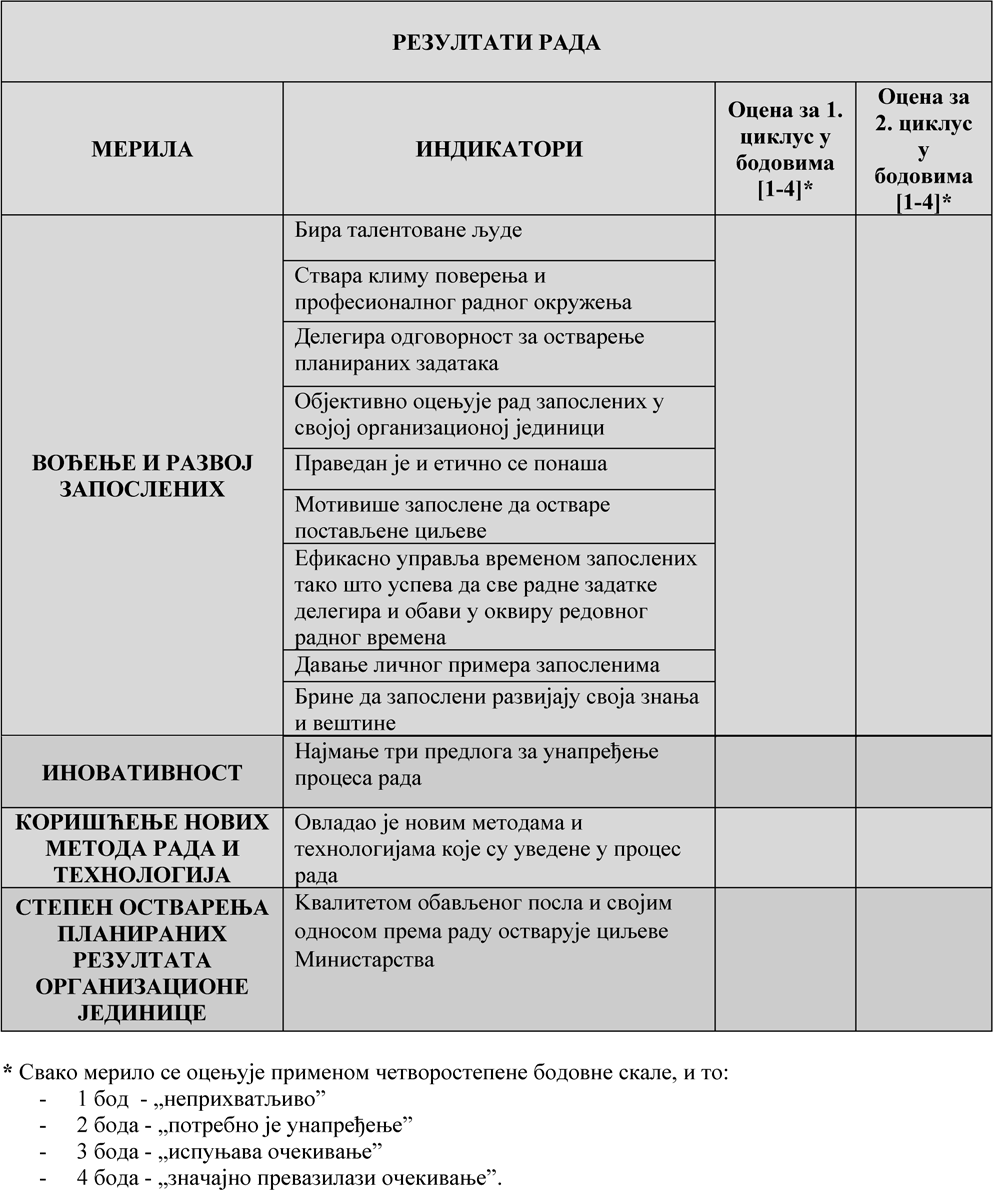 РЕЗУЛТАТИ РАДА
МЕРИЛА
ИНДИКАТОРИ
Оцена за 1.
циклус у
бодовима
[1-4]*
Оцена за
2. циклус
у
бодовима
[1-4]*
ВОЂЕЊЕ И РАЗВОЈ
ЗАПОСЛЕНИХ
Бира талентоване људе
Ствара климу поверења и
професионалног радног окружења
Делегира одговорност за остварење
планираних задатака
Објективно оцењује рад запослених у
својој организационој јединици
Праведан је и етично се понаша
Мотивише запослене да остваре
постављене циљеве
Ефикасно управља временом запослених
тако што успева да све радне задатке
делегира и обави у оквиру редовног
радног времена
Давање личног примера запосленима
Брине да запослени развијају своја знања
и вештине
ИНОВАТИВНОСТ
Најмање три предлога за унапређење
процеса рада
КОРИШЋЕЊЕ НОВИХ
МЕТОДА РАДА И
ТЕХНОЛОГИЈА
Овладао је новим методама и
технологијама које су уведене у процес
рада
СТЕПЕН ОСТВАРЕЊА
ПЛАНИРАНИХ
РЕЗУЛТАТА
ОРГАНИЗАЦИОНЕ
ЈЕДИНИЦЕ
Квалитетом обављеног посла и својим
односом према раду остварује циљеве
Министарства
* Свако мерило се оцењује применом четворостепене бодовне скале, и то:
- 1 бод - „неприхватљиво”
- 2 бода - „потребно је унапређење”
- 3 бода - „испуњава очекивање”
- 4 бода - „значајно превазилази очекивање”.